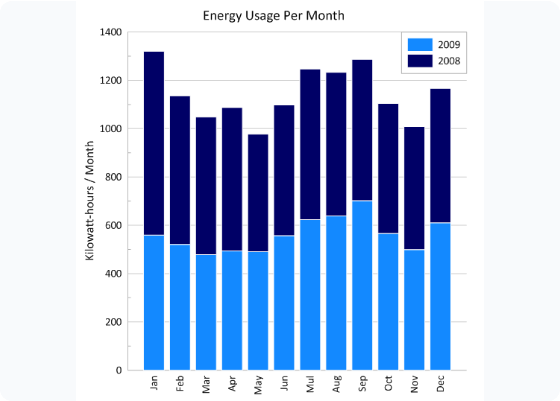 Energy Usage Per Month
2009
2008
Kilowatt-hours / Month
1400
1200
1000
800
600
400
200
0
Jan
Feb
Mar
Apr
May
Jun
Mul
Aug
Sep
Oct
Nov
Dec